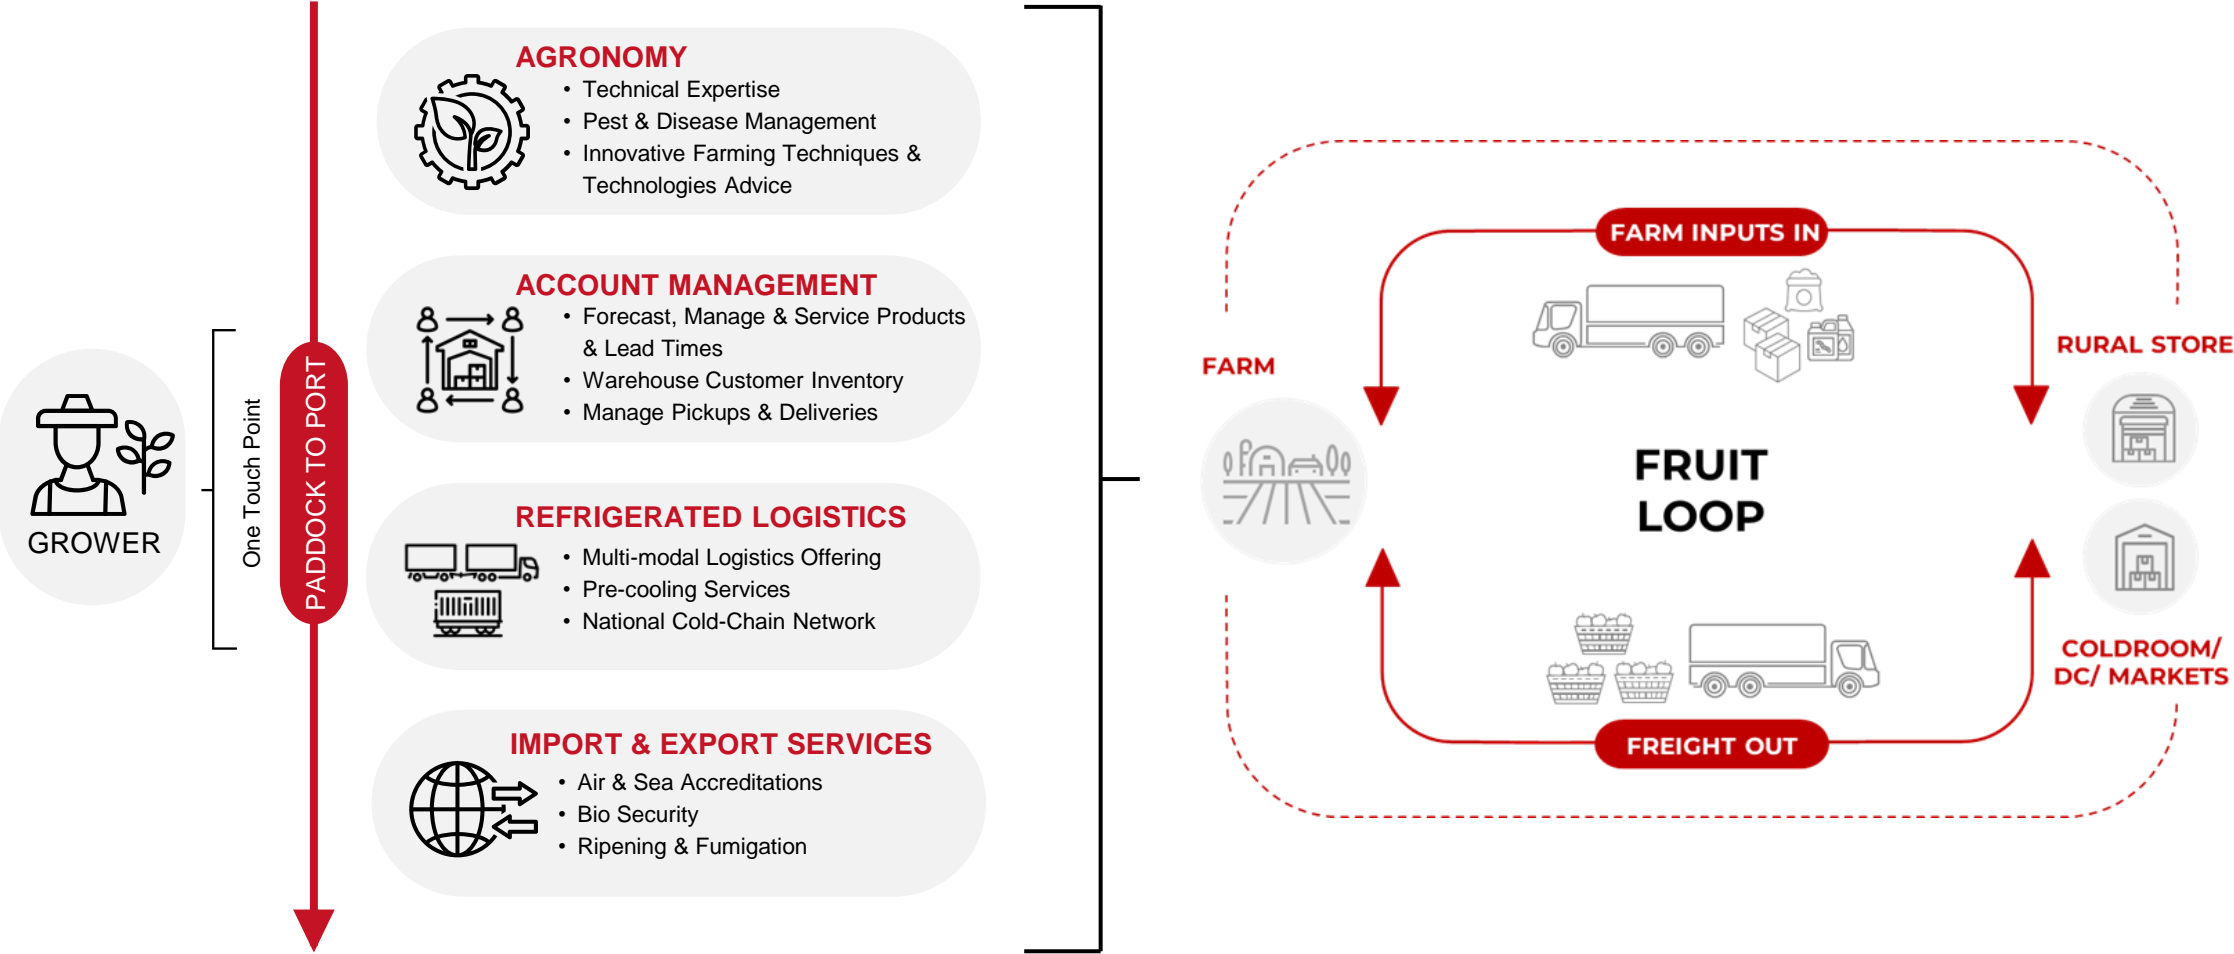 GROWER
One Touch Point
PADDOCK TO PORT
AGRONOMY
• Technical Expertise
• Pest & Disease Management
• Innovative Farming Techniques &
Technologies Advice
ACCOUNT MANAGEMENT
• Forecast, Manage & Service Products
& Lead Times
• Warehouse Customer Inventory
• Manage Pickups & Deliveries
REFRIGERATED LOGISTICS
• Multi-modal Logistics Offering
• Pre-cooling Services
• National Cold-Chain Network
IMPORT & EXPORT SERVICES
• Air & Sea Accreditations
• Bio Security
• Ripening & Fumigation
FARM INPUTS IN
FARM
RURAL STORE
FRUIT
LOOP
COLDROOM/
DC/ MARKETS
FREIGHT OUT